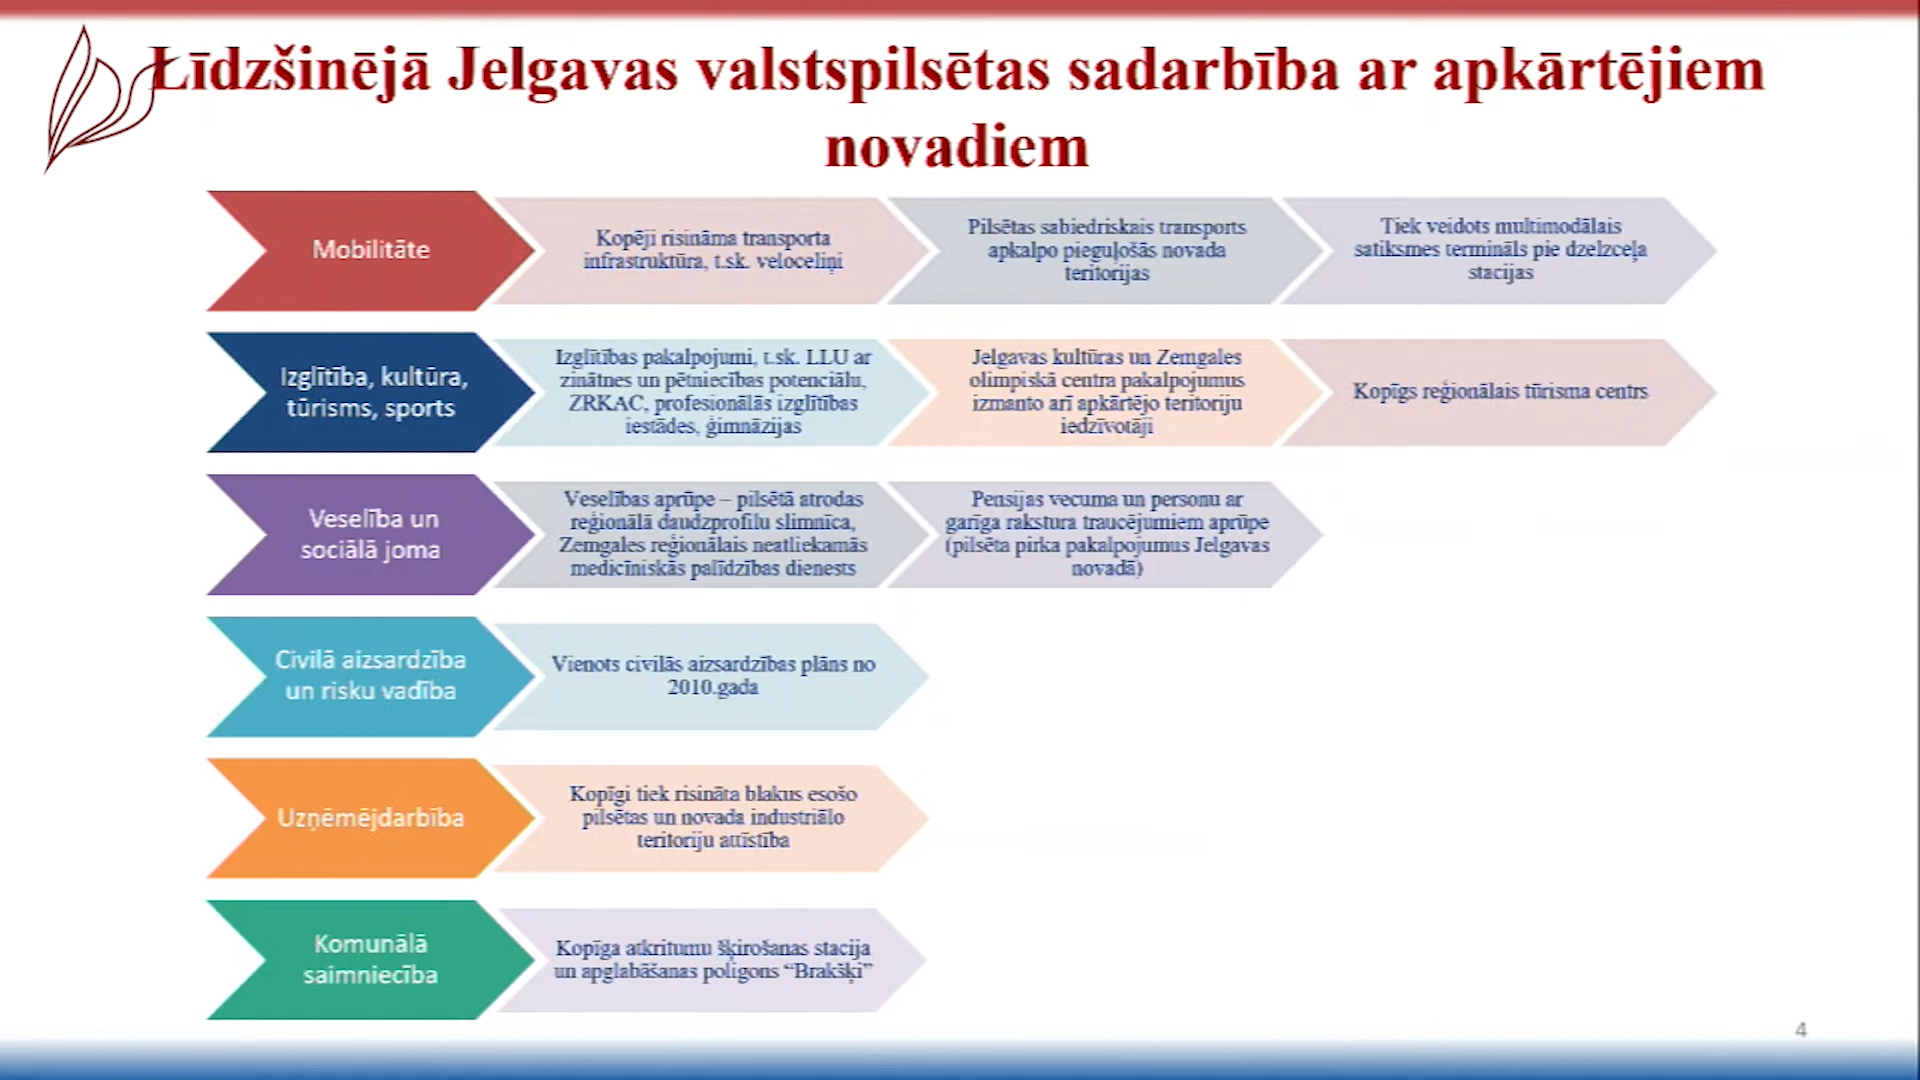 Līdzšinējā Jelgavas valstspilsētas sadarbība ar apkārtējiem
novadiem
Mobilitāte
Kopēji risināma transporta
infrastruktūra, t.sk. veloceliņi
Pilsētas sabiedriskais transports
apkalpo pieguļošās novada
teritorijas
Tiek veidots multimodālais
satiksmes termināls pie dzelzceļa
stacijas
Izglītība, kultūra,
tūrisms, sports
Izglītības pakalpojumi, t.sk. LLU ar
zinātnes un pētniecības potenciālu,
ZRKAC, profesionālās izglītības
iestādes, ģimnāzijas
Jelgavas kultūras un Zemgales
olimpiskā centra pakalpojumus
izmanto arī apkārtējo teritoriju
iedzīvotāji
Kopīgs reģionālais tūrisma centrs
Veselība un
sociālā joma
Veselības aprūpe – pilsētā atrodas
reģionālā daudzprofilu slimnīca,
Zemgales reģionālais neatliekamās
medicīniskās palīdzības dienests
Pensijas vecuma un personu ar
garīga rakstura traucējumiem aprūpe
(pilsēta pirka pakalpojumus Jelgavas
novadā)
Civilā aizsardzība
un risku vadība
Vienots civilās aizsardzības plāns no
2010.gada
Uzņēmējdarbība
Kopīgi tiek risināta blakus esošo
pilsētas un novada industriālo
teritoriju attīstība
Komunālā
saimniecība
Kopīga atkritumu šķirošanas stacija
un apglabāšanas poligons “Brakšķi”
4